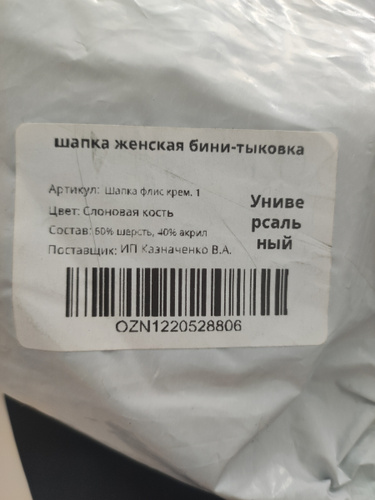 шапка женская бини-тыковка
Артикул: Шапка флис крем. 1
Цвет: Слоновая кость
Состав: 60% шерсть, 40% акрил
Поставщик: ИП Казначенко В.А.
Униве
рсаль
ный
OZN1220528806